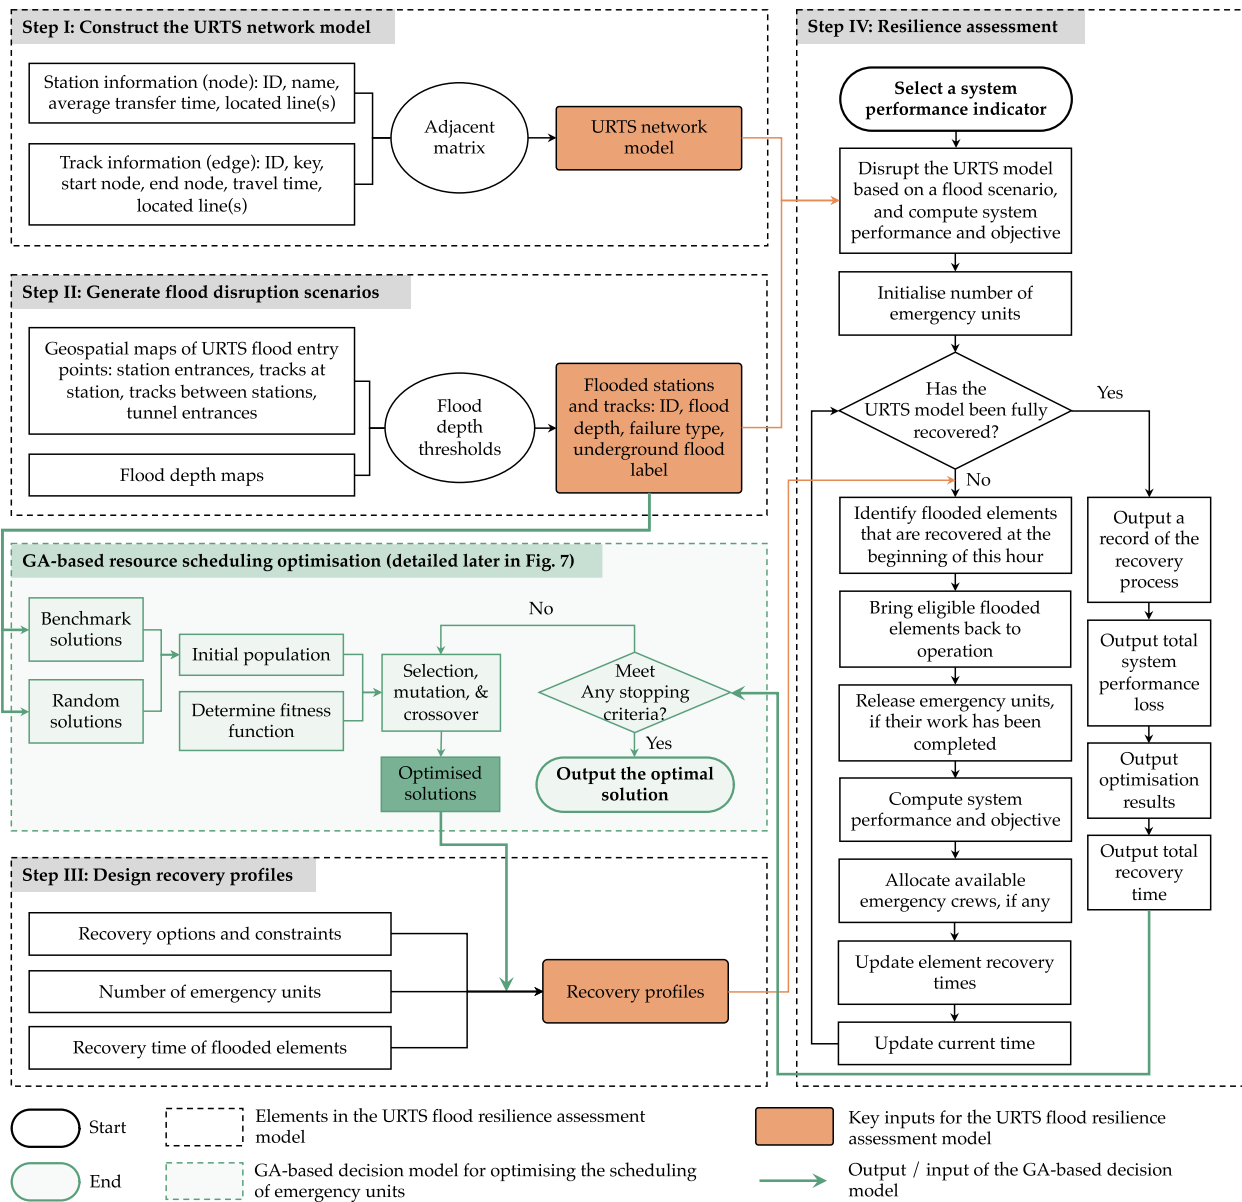 Step I: Construct the URTS network model
Station information (node): ID, name,
average transfer time, located line(s)
Track information (edge): ID, key,
start node, end node, travel time,
located line(s)
Adjacent
matrix
URTS network
model
Step II: Generate flood disruption scenarios
Geospatial maps of URTS flood entry
points: station entrances, tracks at
station, tracks between stations,
tunnel entrances
Flood depth maps
Flood
depth
thresholds
Flooded stations
and tracks: ID, flood
depth, failure type,
underground flood
label
GA-based resource scheduling optimisation (detailed later in Fig. 7)
Benchmark
solutions
Random
solutions
Initial population
Determine fitness
function
Selection,
mutation, &
crossover
Optimised
solutions
No
Meet
Any stopping
criteria?
Yes
Output the optimal
solution
Step III: Design recovery profiles
Recovery options and constraints
Number of emergency units
Recovery time of flooded elements
Recovery profiles
Step IV: Resilience assessment
Select a system
performance indicator
Disrupt the URTS model
based on a flood scenario,
and compute system
performance and objective
Initialise number of
emergency units
Has the
URTS model been fully
recovered?
Yes
No
Identify flooded elements
that are recovered at the
beginning of this hour
Bring eligible flooded
elements back to
operation
Release emergency units,
if their work has been
completed
Compute system
performance and objective
Allocate available
emergency crews, if any
Update element recovery
times
Update current time
Output a
record of the
recovery
process
Output total
system
performance
loss
Output
optimisation
results
Output total
recovery
time
Start
End
Elements in the URTS flood resilience assessment
model
GA-based decision model for optimising the scheduling
of emergency units
Key inputs for the URTS flood resilience
assessment model
Output / input of the GA-based decision
model